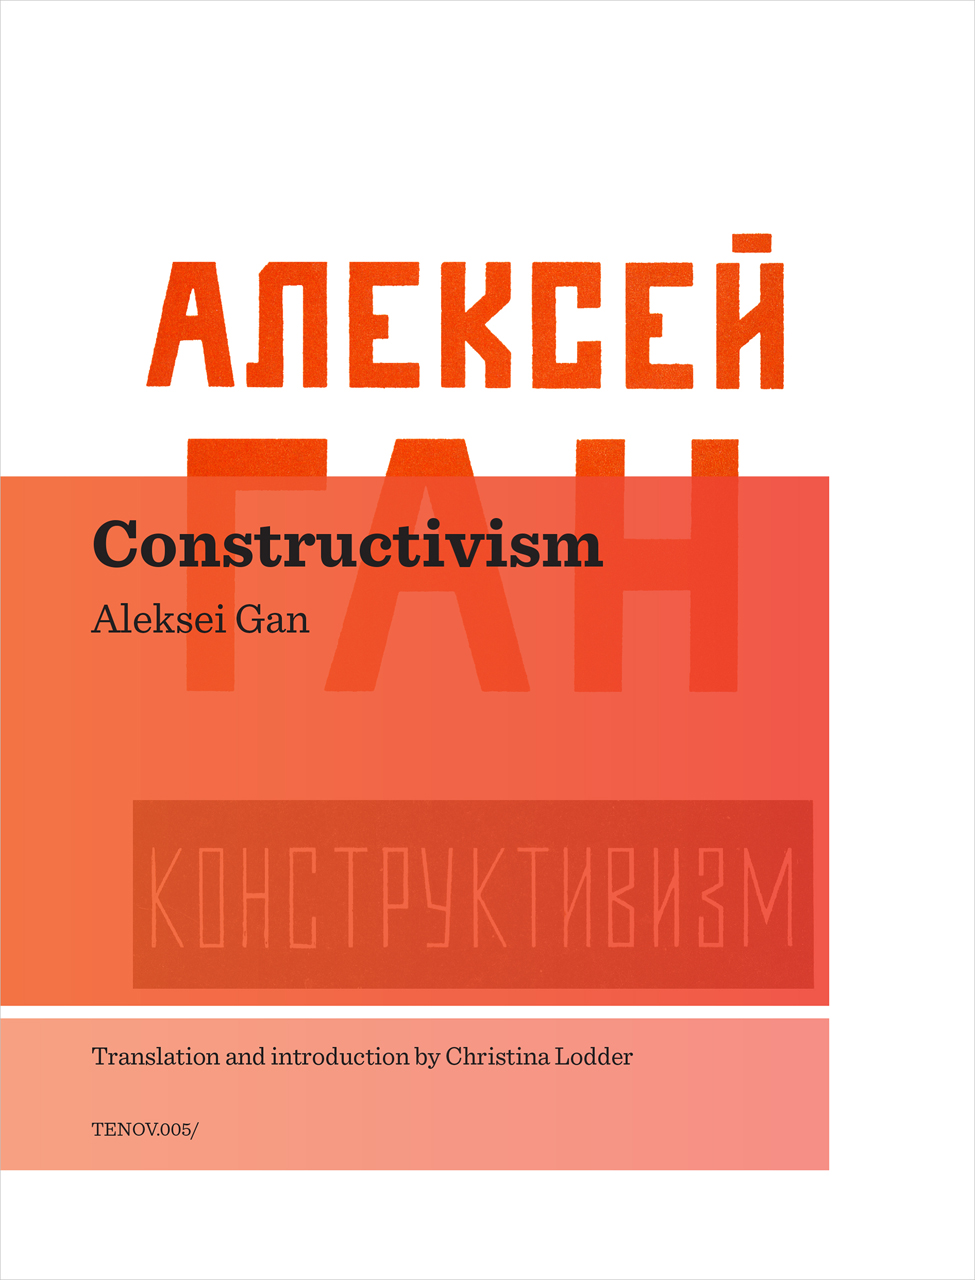 АЛЕКСЕЙ
ГАН
Constructivism
Aleksei Gan
КОНСТРУКТИВИЗМ
Translation and introduction by Christina Lodder
TENOV.005/